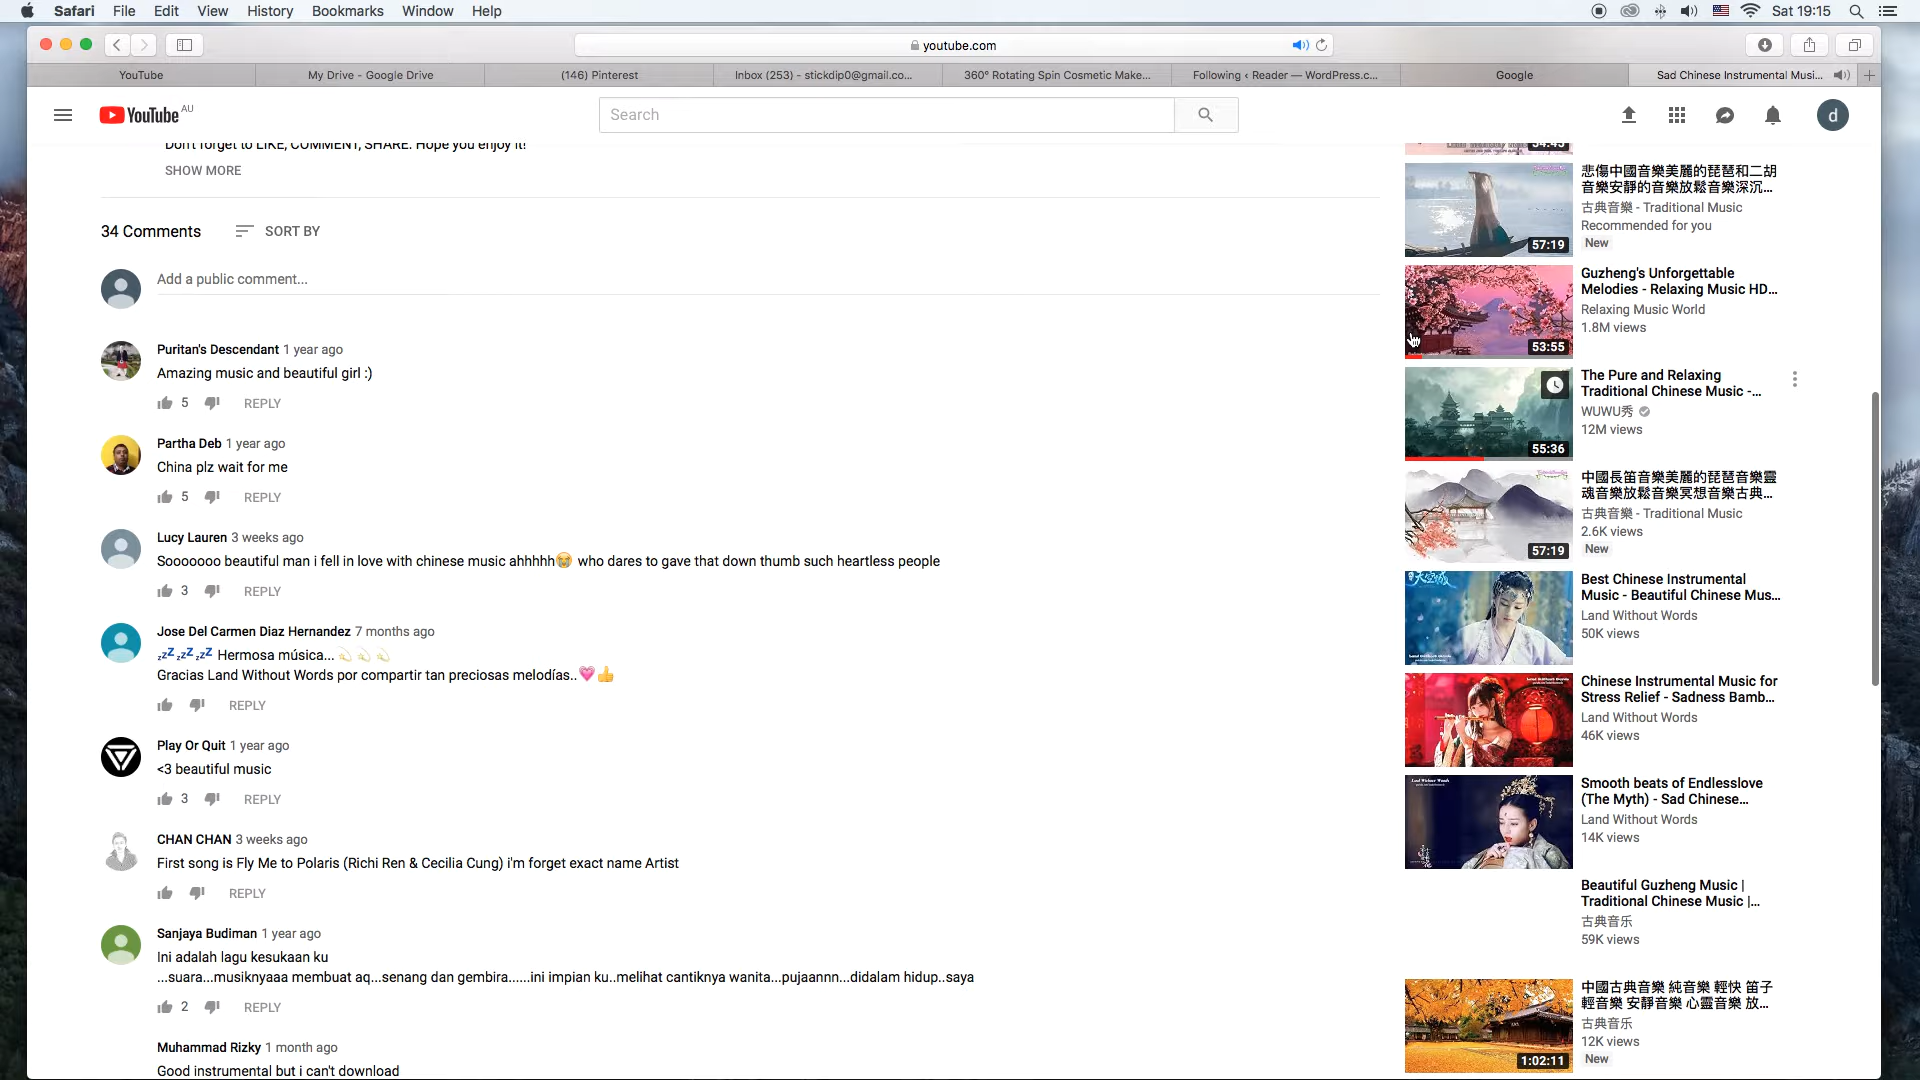 Safari File Edit View History Bookmarks Window Help
Sat 19:15
youtube.com
YouTube
My Drive - Google Drive
(146) Pinterest
Inbox (253) - stickdip0@gmail.co...
360° Rotating Spin Cosmetic Make...
Following ‹ Reader — WordPress.c...
Google
Sad Chinese Instrumental Musi...
YouTube AU
Search
d
Don't forget to LIKE, COMMENT, SHARE. Hope you enjoy it!
SHOW MORE
34 Comments
SORT BY
Add a public comment...
Puritan's Descendant 1 year ago
Amazing music and beautiful girl :)
5 REPLY
Partha Deb 1 year ago
China plz wait for me
5 REPLY
Lucy Lauren 3 weeks ago
Sooooooo beautiful man i fell in love with chinese music ahhhhh😭 who dares to gave that down thumb such heartless people
3 REPLY
Jose Del Carmen Diaz Hernandez 7 months ago
💤💤💤 Hermosa música...💫💫💫
Gracias Land Without Words por compartir tan preciosas melodías..💗👍
REPLY
Play Or Quit 1 year ago
<3 beautiful music
3 REPLY
CHAN CHAN 3 weeks ago
First song is Fly Me to Polaris (Richi Ren & Cecilia Cung) i'm forget exact name Artist
REPLY
Sanjaya Budiman 1 year ago
Ini adalah lagu kesukaan ku
...suara...musiknyaaa membuat aq...senang dan gembira......ini impian ku..melihat cantiknya wanita...pujaannn...didalam hidup..saya
2 REPLY
Muhammad Rizky 1 month ago
Good instrumental but i can't download
54:45
悲傷中國音樂美麗的琵琶和二胡
音樂安靜的音樂放鬆音樂深沉...
古典音樂 - Traditional Music
Recommended for you
New
57:19
Guzheng's Unforgettable
Melodies - Relaxing Music HD...
Relaxing Music World
1.8M views
53:55
The Pure and Relaxing
Traditional Chinese Music -...
WUWU秀
12M views
55:36
中國長笛音樂美麗的琵琶音樂靈
魂音樂放鬆音樂冥想音樂古典...
古典音樂 - Traditional Music
2.6K views
New
57:19
Best Chinese Instrumental
Music - Beautiful Chinese Mus...
Land Without Words
50K views
Chinese Instrumental Music for
Stress Relief - Sadness Bamb...
Land Without Words
46K views
Land Without Words
Smooth beats of Endlesslove
(The Myth) - Sad Chinese...
Land Without Words
14K views
Beautiful Guzheng Music |
Traditional Chinese Music |...
古典音乐
59K views
中國古典音樂 純音樂 輕快 笛子
輕音樂 安靜音樂 心靈音樂 放...
古典音乐
12K views
New
1:02:11